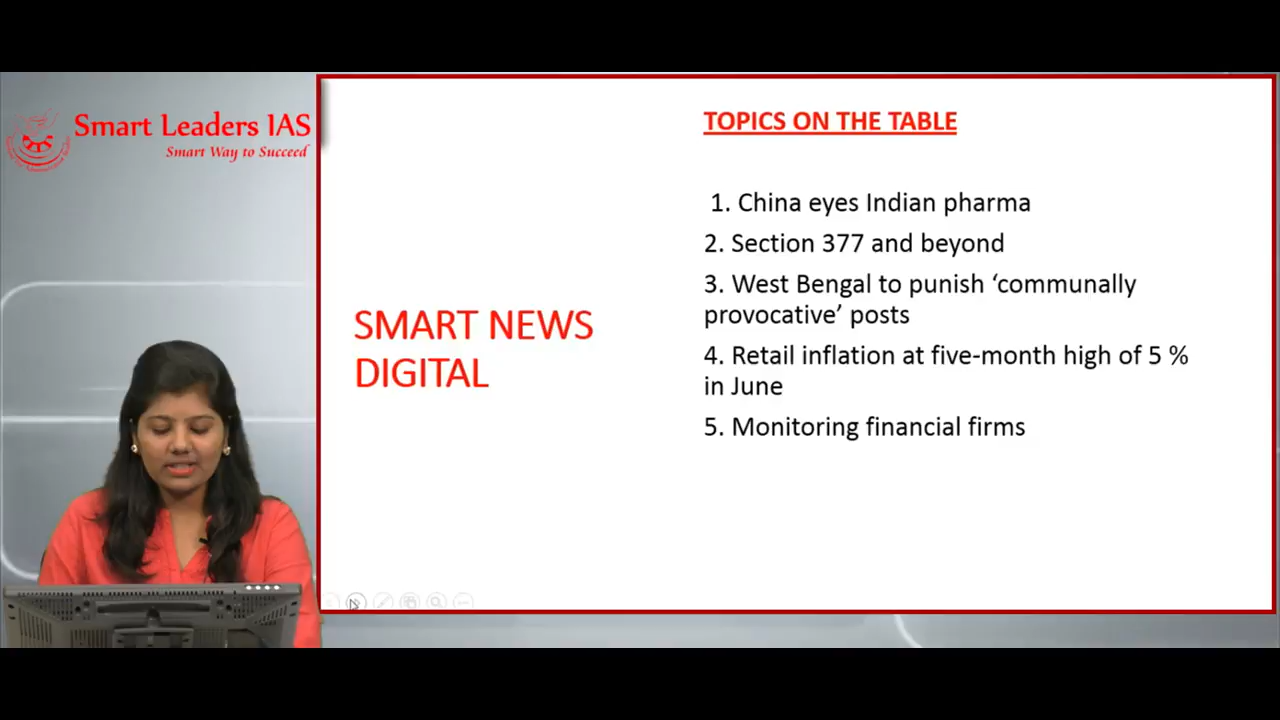 Smart Leaders IAS
Smart Way to Succeed
SMART NEWS
DIGITAL
TOPICS ON THE TABLE
1. China eyes Indian pharma
2. Section 377 and beyond
3. West Bengal to punish ‘communally
provocative’ posts
4. Retail inflation at five-month high of 5 %
in June
5. Monitoring financial firms